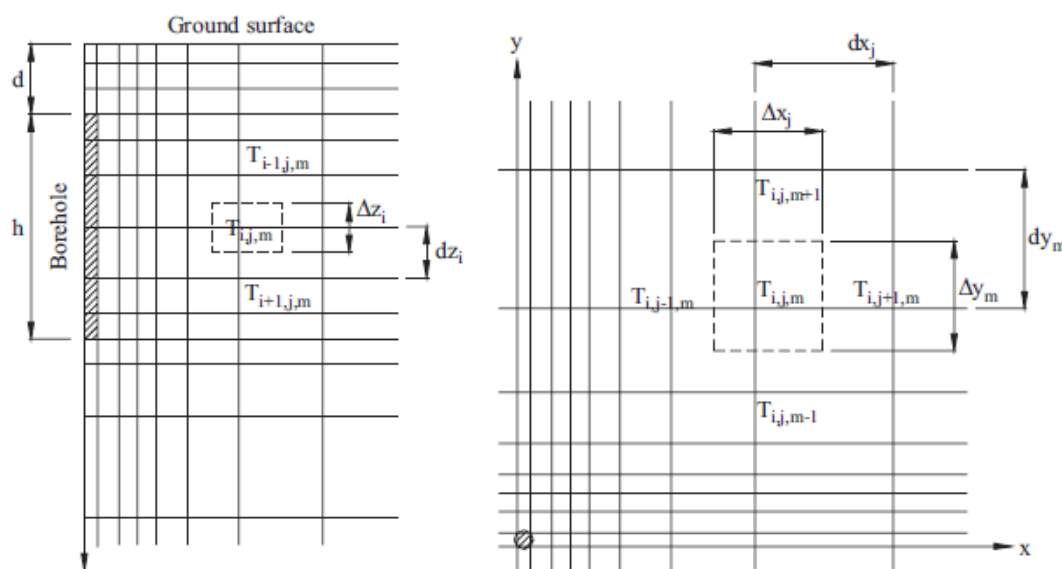 Ground surface
d
h
Borehole
T_{i-1,j,m}
T_{i,j,m}
Δz_i
dz_i
T_{i+1,j,m}
y
dx_j
Δx_j
T_{i,j,m+1}
dy_m
T_{i,j-1,m} T_{i,j,m} T_{i,j+1,m}
Δy_m
T_{i,j,m-1}
x